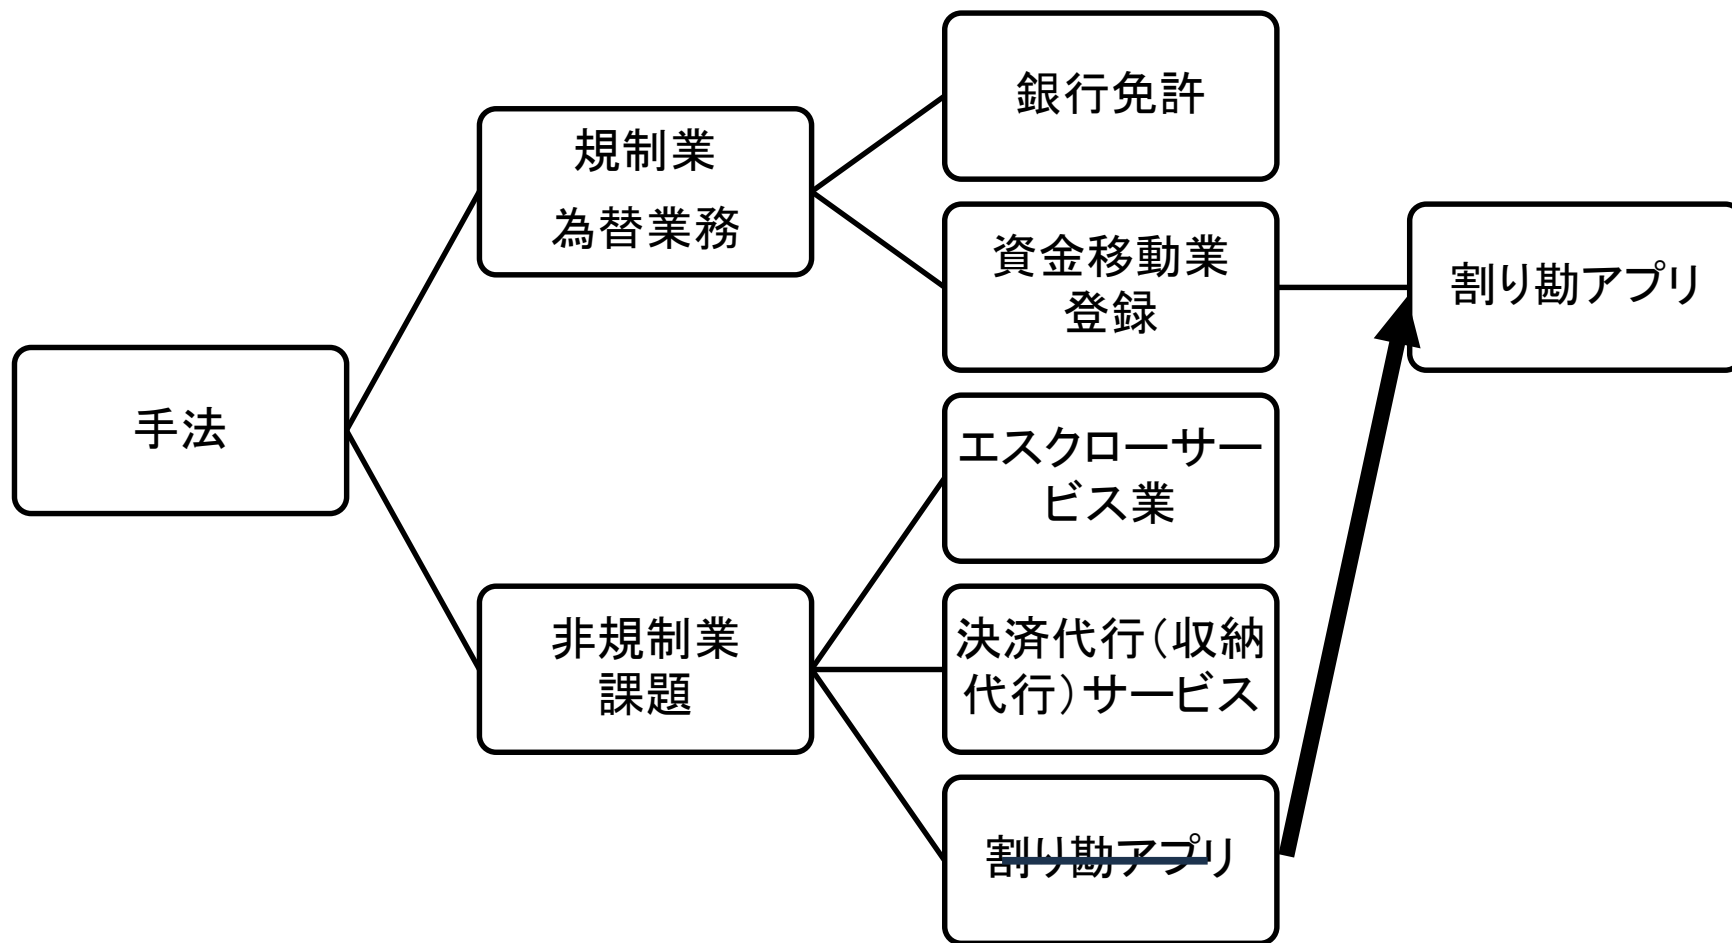 手法
規制業
為替業務
銀行免許
資金移動業
登録
割り勘アプリ
非規制業
課題
エスクローサー
ビス業
決済代行（収納
代行）サービス
割り勘アプリ